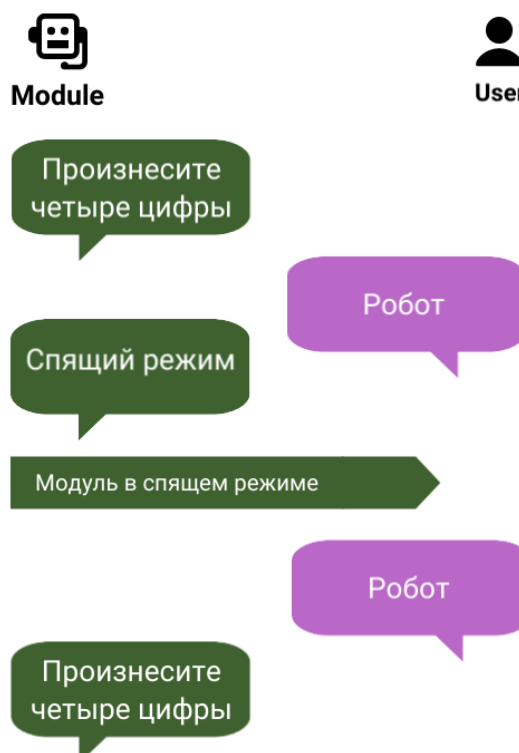 Module
User
Произнесите
четыре цифры
Робот
Спящий режим
Модуль в спящем режиме
Робот
Произнесите
четыре цифры